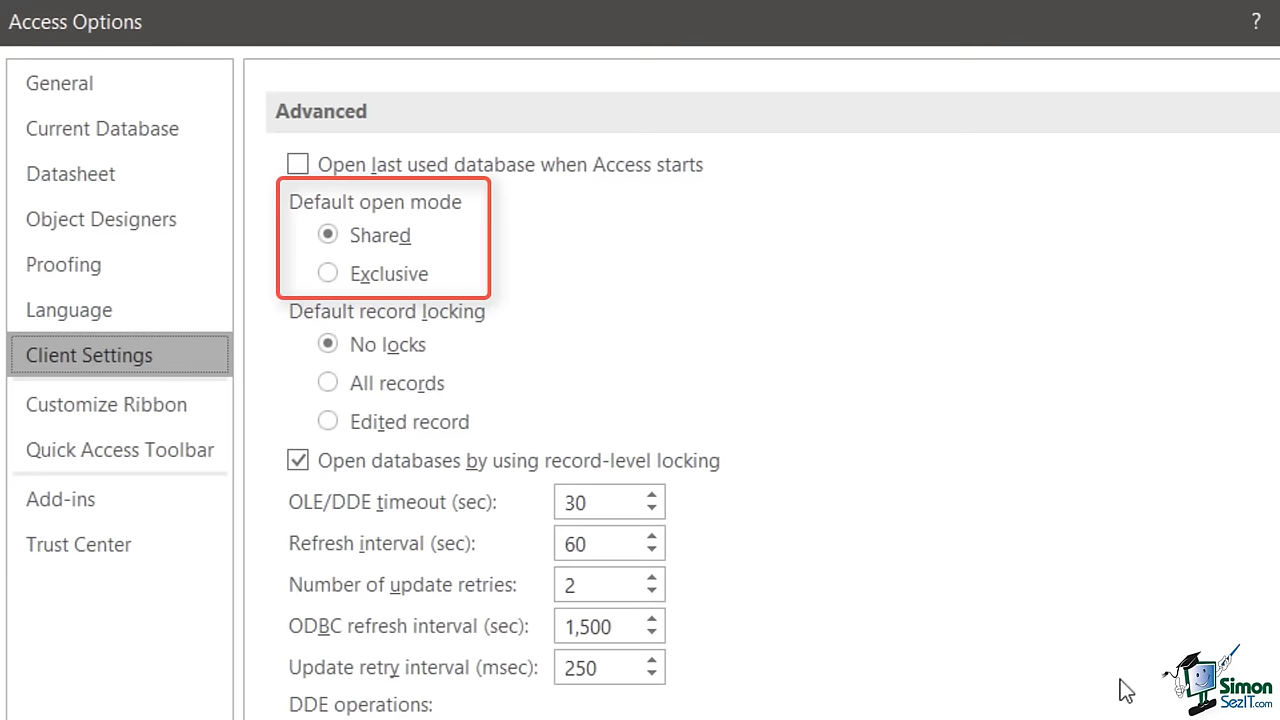 Access Options
?
General
Current Database
Datasheet
Object Designers
Proofing
Language
Client Settings
Customize Ribbon
Quick Access Toolbar
Add-ins
Trust Center
Advanced
Open last used database when Access starts
Default open mode
Shared
Exclusive
Default record locking
No locks
All records
Edited record
Open databases by using record-level locking
OLE/DDE timeout (sec): 30
Refresh interval (sec): 60
Number of update retries: 2
ODBC refresh interval (sec): 1,500
Update retry interval (msec): 250
DDE operations:
Simon
SezIT.com